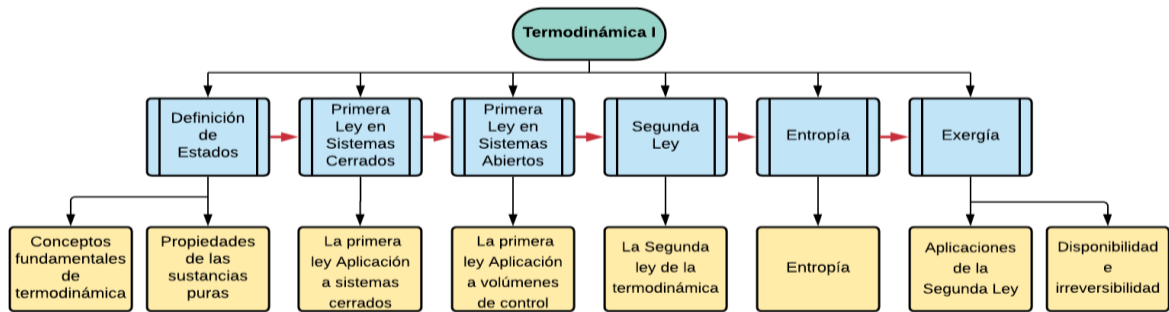 Termodinámica I
Definición
de
Estados
Primera
Ley en
Sistemas
Cerrados
Primera
Ley en
Sistemas
Abiertos
Segunda
Ley
Entropía
Exergía
Conceptos
fundamentales
de
termodinámica
Propiedades
de las
sustancias
puras
La primera
ley Aplicación
a sistemas
cerrados
La primera
ley Aplicación
a volúmenes
de control
La Segunda
ley de la
termodinámica
Entropía
Aplicaciones
de la
Segunda Ley
Disponibilidad
e
irreversibilidad